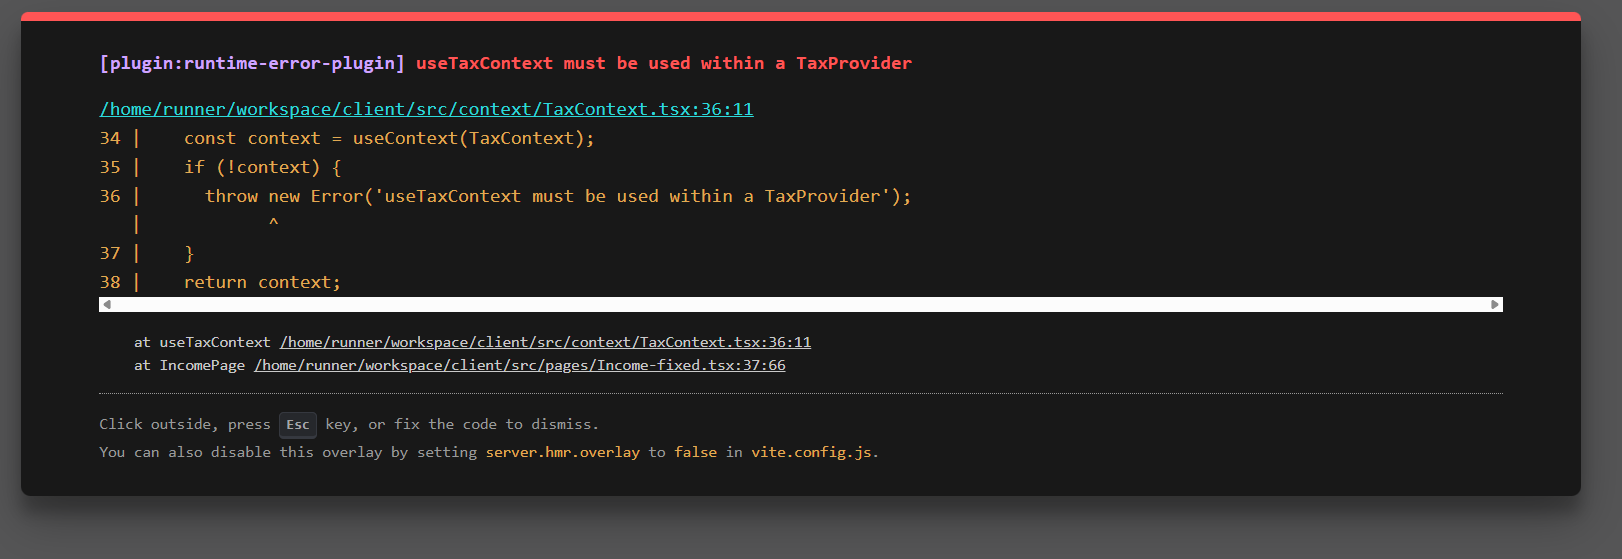 [plugin:runtime-error-plugin] useTaxContext must be used within a TaxProvider
/home/runner/workspace/client/src/context/TaxContext.tsx:36:11
34 |    const context = useContext(TaxContext);
35 |    if (!context) {
36 |      throw new Error('useTaxContext must be used within a TaxProvider');
   |            ^
37 |    }
38 |    return context;
at useTaxContext /home/runner/workspace/client/src/context/TaxContext.tsx:36:11
at IncomePage /home/runner/workspace/client/src/pages/Income-fixed.tsx:37:66
Click outside, press Esc key, or fix the code to dismiss.
You can also disable this overlay by setting server.hmr.overlay to false in vite.config.js.